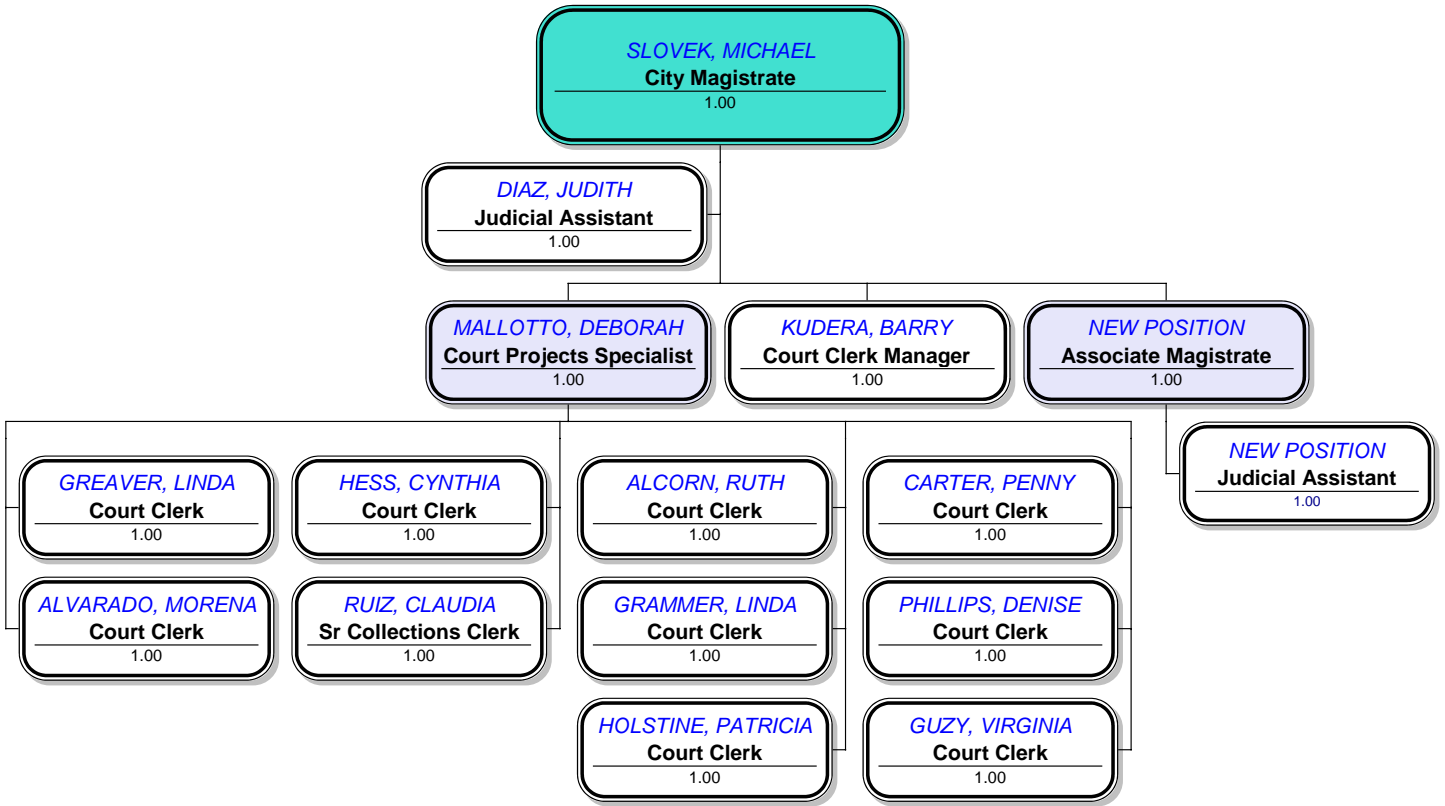 SLOVEK, MICHAEL
City Magistrate
1.00
DIAZ, JUDITH
Judicial Assistant
1.00
MALLOTTO, DEBORAH
Court Projects Specialist
1.00
KUDERA, BARRY
Court Clerk Manager
1.00
NEW POSITION
Associate Magistrate
1.00
GREAVER, LINDA
Court Clerk
1.00
HESS, CYNTHIA
Court Clerk
1.00
ALCORN, RUTH
Court Clerk
1.00
CARTER, PENNY
Court Clerk
1.00
NEW POSITION
Judicial Assistant
1.00
ALVARADO, MORENA
Court Clerk
1.00
RUIZ, CLAUDIA
Sr Collections Clerk
1.00
GRAMMER, LINDA
Court Clerk
1.00
PHILLIPS, DENISE
Court Clerk
1.00
HOLSTINE, PATRICIA
Court Clerk
1.00
GUZY, VIRGINIA
Court Clerk
1.00